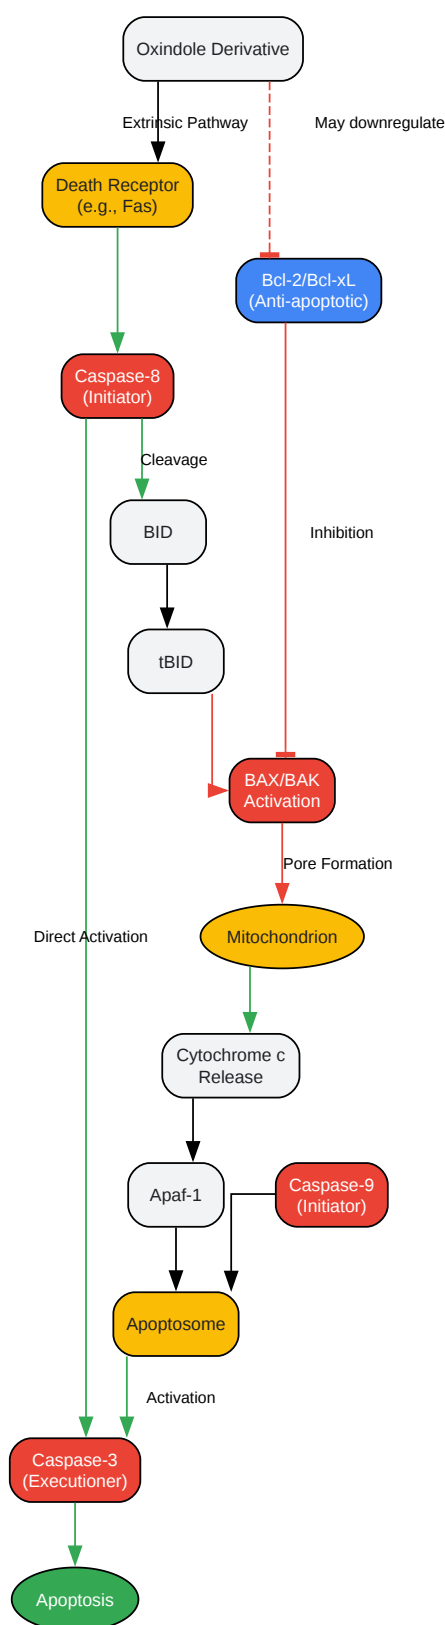 Oxindole Derivative
Extrinsic Pathway
May downregulate
Death Receptor
(e.g., Fas)
Bcl-2/Bcl-xL
(Anti-apoptotic)
Caspase-8
(Initiator)
Cleavage
BID
Inhibition
tBID
BAX/BAK
Activation
Pore Formation
Direct Activation
Mitochondrion
Cytochrome c
Release
Apaf-1
Caspase-9
(Initiator)
Apoptosome
Activation
Caspase-3
(Executioner)
Apoptosis